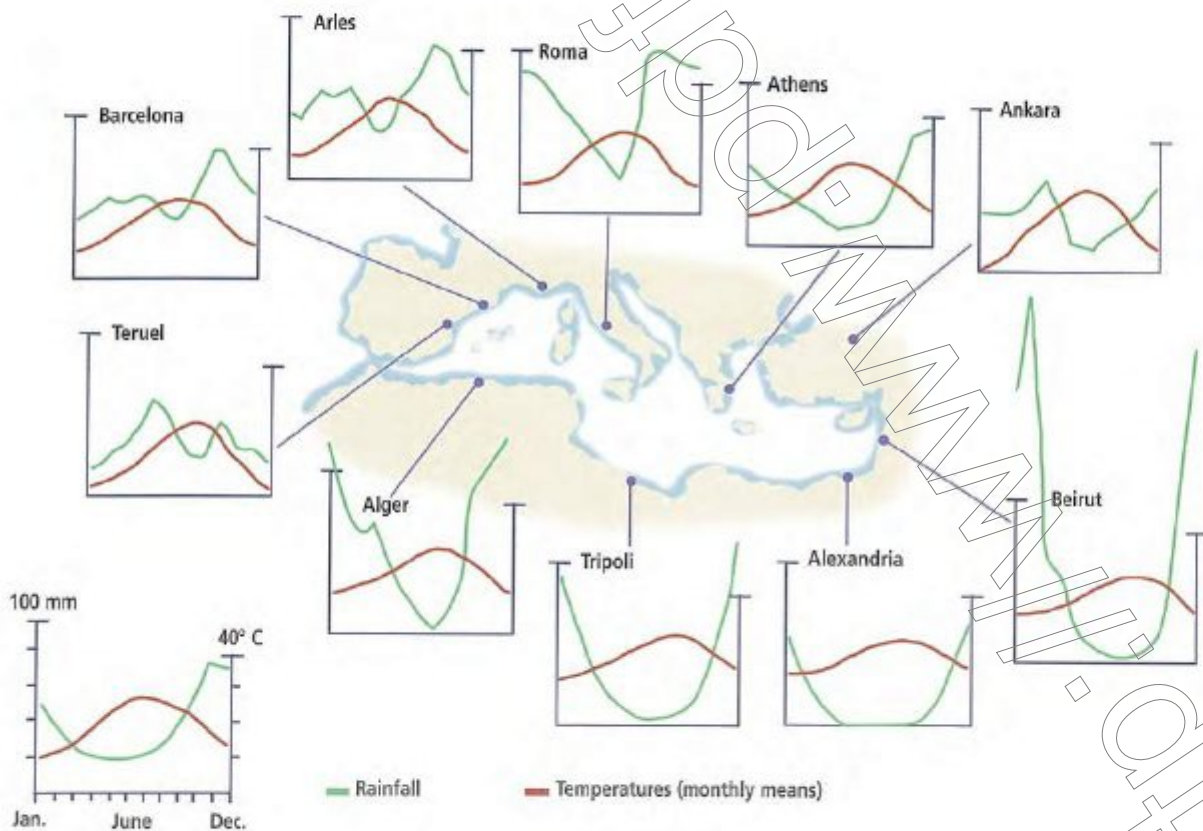 Arles
Roma
Athens
Ankara
Barcelona
Teruel
Alger
Tripoli
Alexandria
Beirut
100 mm
40° C
Rainfall
Temperatures (monthly means)
Jan.
June
Dec.